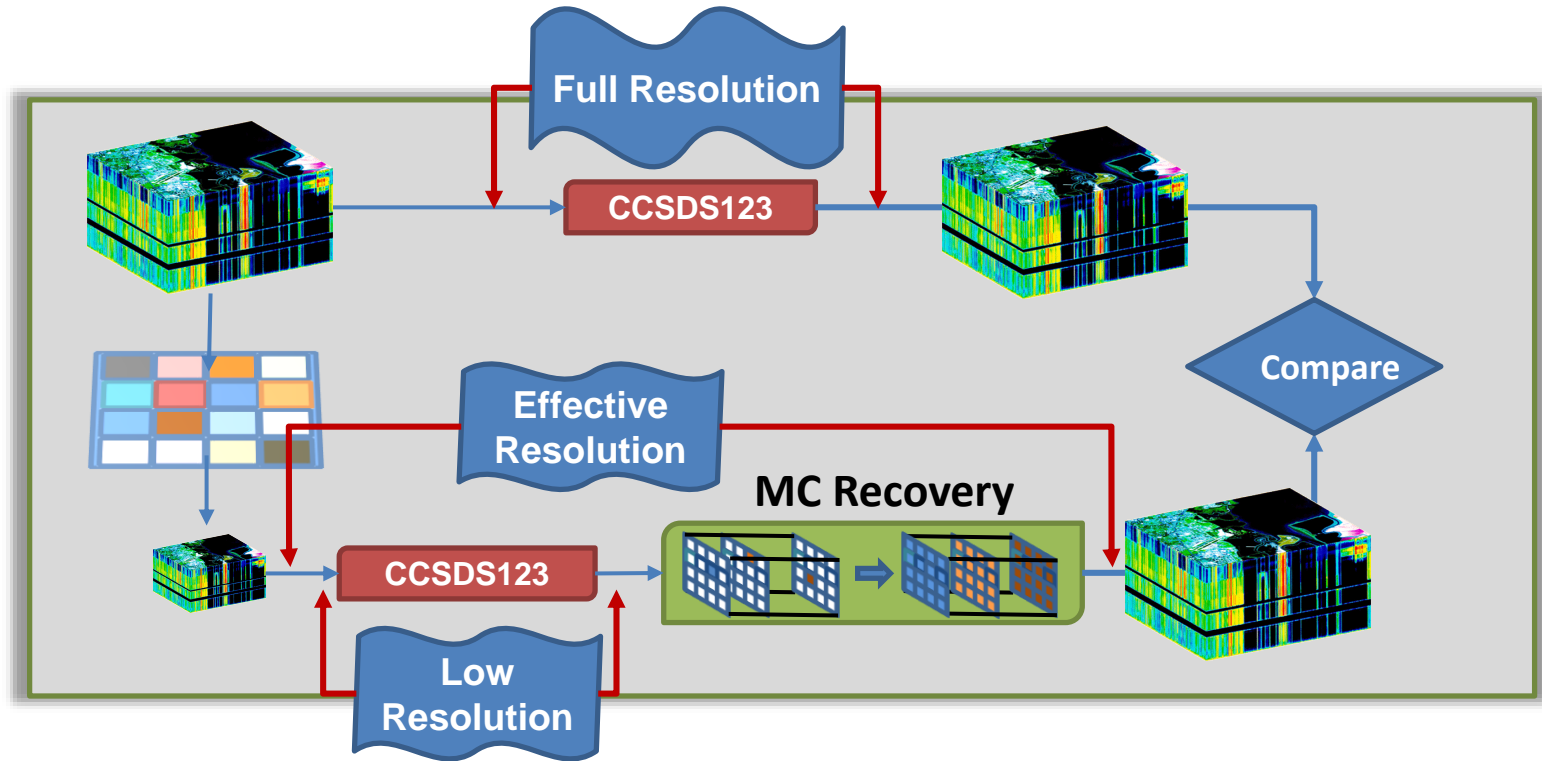 Full Resolution
CCSDS123
Compare
Effective
Resolution
MC Recovery
CCSDS123
Low
Resolution